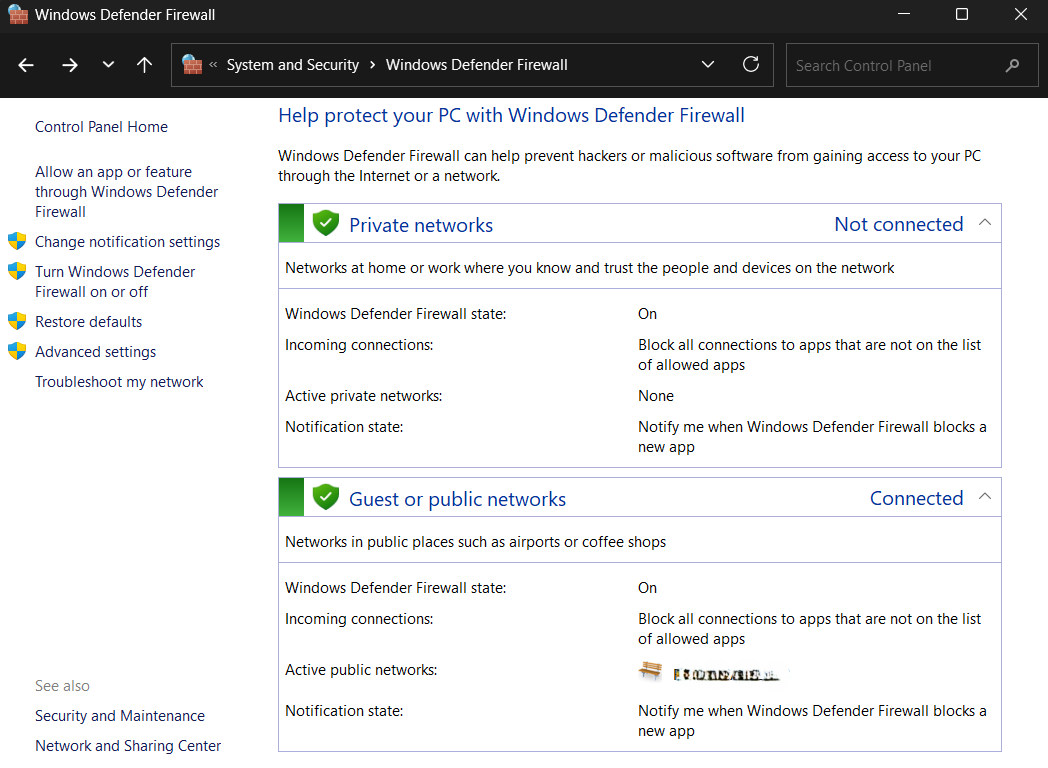 Windows Defender Firewall
« System and Security › Windows Defender Firewall
Search Control Panel
Control Panel Home
Allow an app or feature
through Windows Defender
Firewall
Change notification settings
Turn Windows Defender
Firewall on or off
Restore defaults
Advanced settings
Troubleshoot my network
See also
Security and Maintenance
Network and Sharing Center
Help protect your PC with Windows Defender Firewall
Windows Defender Firewall can help prevent hackers or malicious software from gaining access to your PC
through the Internet or a network.
Private networks Not connected
Networks at home or work where you know and trust the people and devices on the network
Windows Defender Firewall state: On
Incoming connections: Block all connections to apps that are not on the list
of allowed apps
Active private networks: None
Notification state: Notify me when Windows Defender Firewall blocks a
new app
Guest or public networks Connected
Networks in public places such as airports or coffee shops
Windows Defender Firewall state: On
Incoming connections: Block all connections to apps that are not on the list
of allowed apps
Active public networks:
Notification state: Notify me when Windows Defender Firewall blocks a
new app